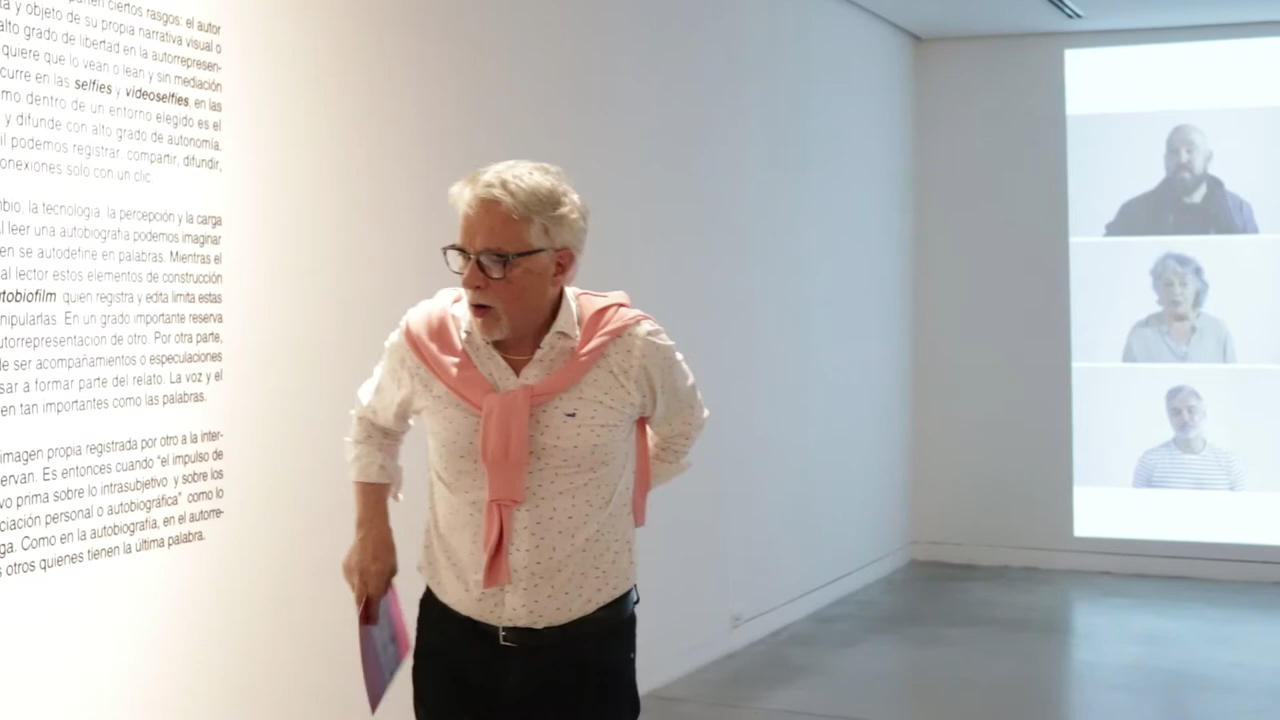 ciertos rasgos: el autor
y objeto de su propia narrativa visual o
alto grado de libertad en la autorrepresen-
quiere que lo vean o lean y sin mediación
curre en las selfies y videoselfies, en las
mo dentro de un entorno elegido es el
y difunde con alto grado de autonomía.
il podemos registrar, compartir, difundir,
onexiones solo con un clic.
bio, la tecnología, la percepción y la carga
l leer una autobiografía podemos imaginar
en se autodefine en palabras. Mientras el
al lector estos elementos de construcción
tobiofilm quien registra y edita limita estas
nipularlas. En un grado importante reserva
utorrepresentación de otro. Por otra parte,
e ser acompañamientos o especulaciones
sar a formar parte del relato. La voz y el
en tan importantes como las palabras.
imagen propia registrada por otro a la inter-
ervan. Es entonces cuando "el impulso de
vo prima sobre lo intrasubjetivo y sobre los
ciación personal o autobiográfica" como lo
ga. Como en la autobiografía, en el autorre-
s otros quienes tienen la última palabra.